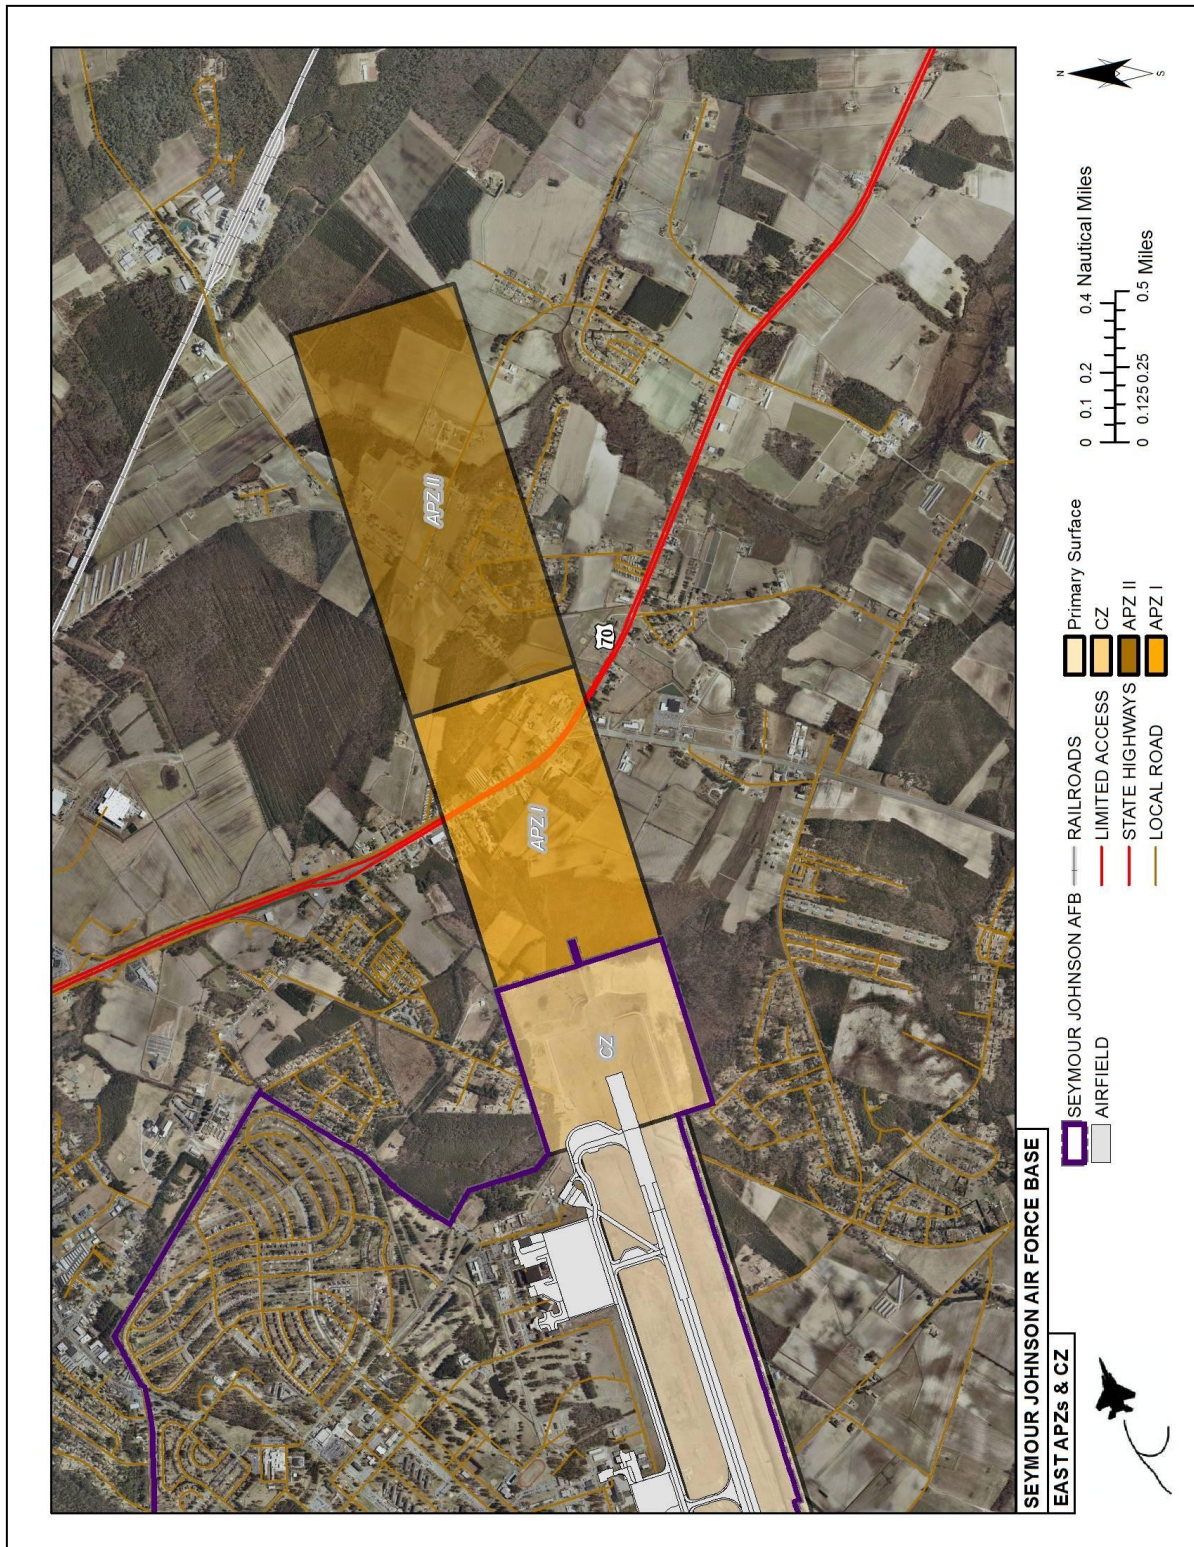 APZ II
70
APZ I
CZ
SEYMOUR JOHNSON AIR FORCE BASE
EAST APZs & CZ
SEYMOUR JOHNSON AFB
AIRFIELD
RAILROADS
LIMITED ACCESS
STATE HIGHWAYS
LOCAL ROAD
Primary Surface
CZ
APZ II
APZ I
0 0.1 0.2 0.4 Nautical Miles
0 0.125 0.25 0.5 Miles
N
S